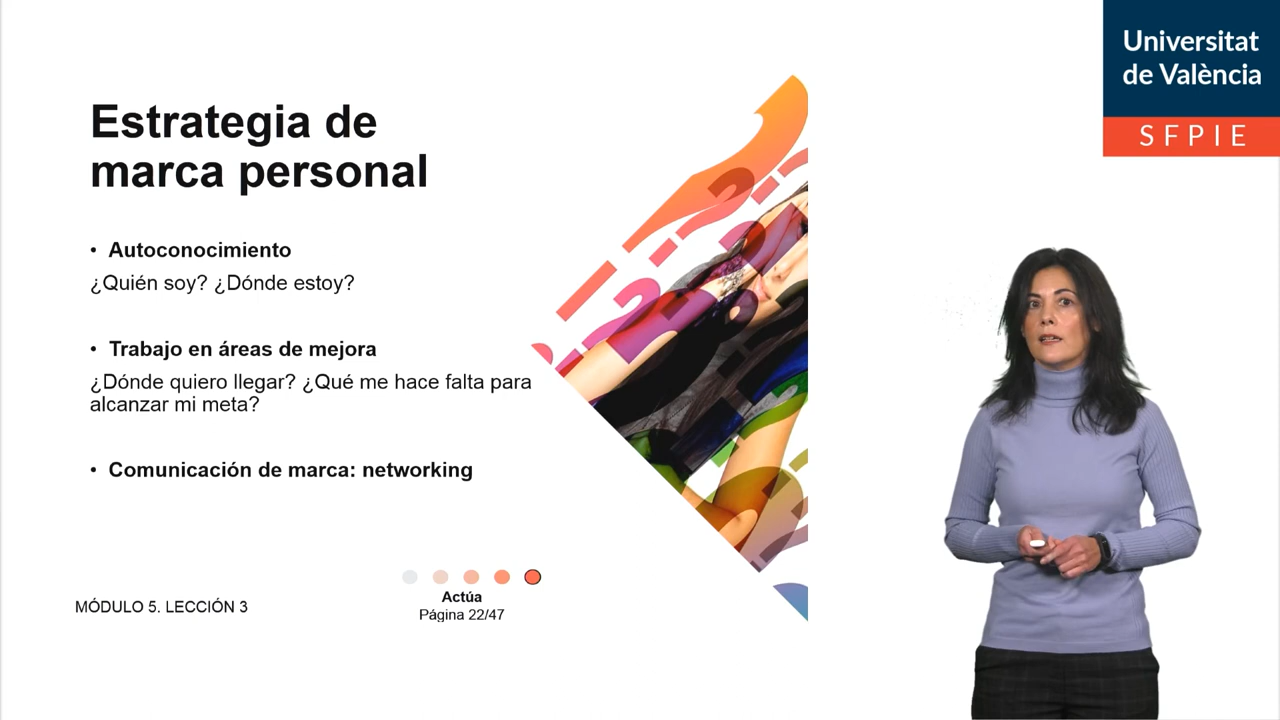 Estrategia de
marca personal
• Autoconocimiento
¿Quién soy? ¿Dónde estoy?
• Trabajo en áreas de mejora
¿Dónde quiero llegar? ¿Qué me hace falta para
alcanzar mi meta?
• Comunicación de marca: networking
Actúa
Página 22/47
MÓDULO 5. LECCIÓN 3
Universitat
de València
SFPIE